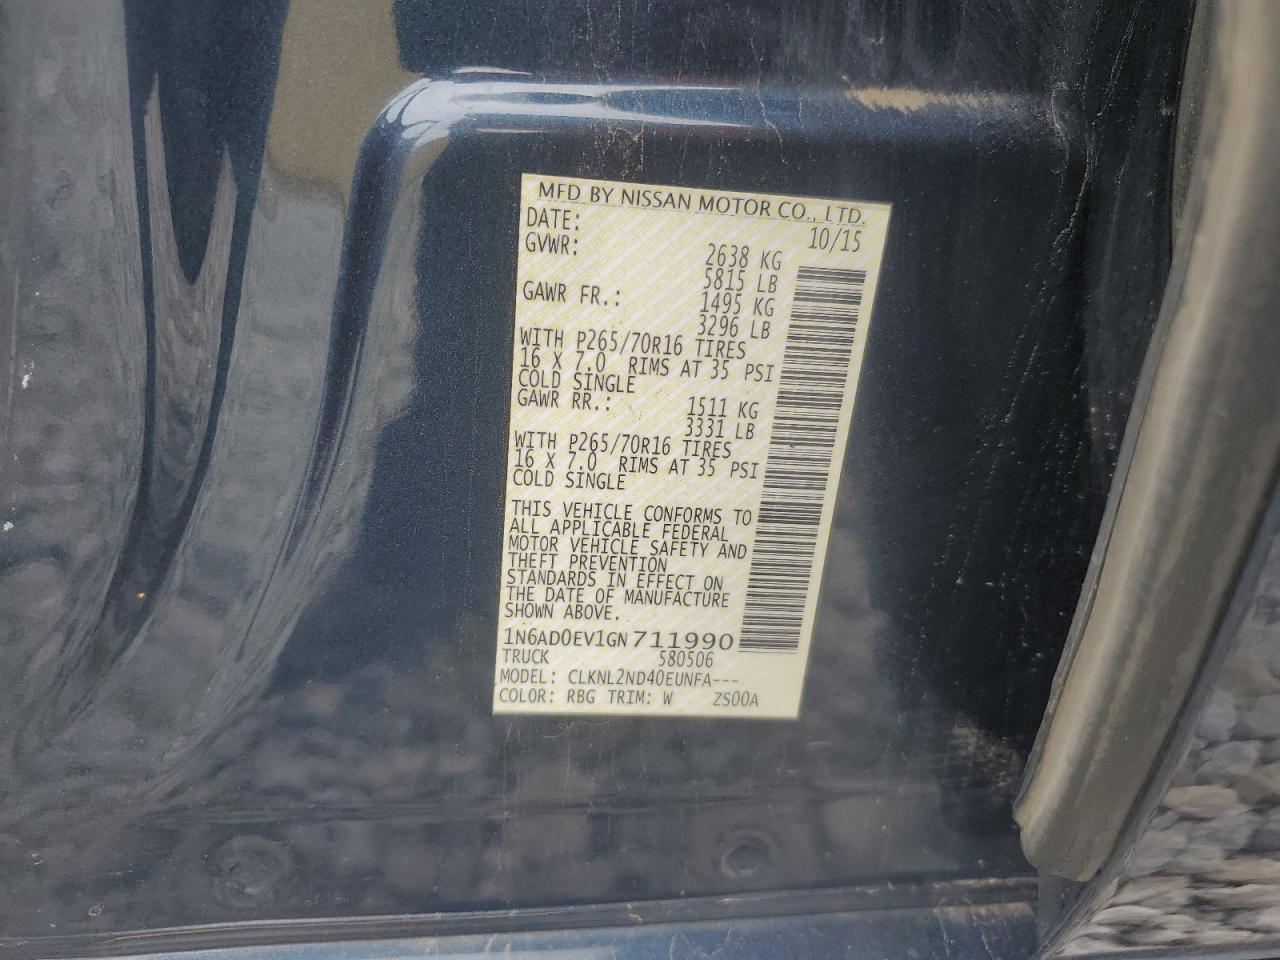 MFD BY NISSAN MOTOR CO., LTD.
DATE: 10/15
GVWR: 2638 KG
5815 LB
GAWR FR.: 1495 KG
3296 LB
WITH P265/70R16 TIRES
16 X 7.0 RIMS AT 35 PSI
COLD SINGLE
GAWR RR.: 1511 KG
3331 LB
WITH P265/70R16 TIRES
16 X 7.0 RIMS AT 35 PSI
COLD SINGLE
THIS VEHICLE CONFORMS TO
ALL APPLICABLE FEDERAL
MOTOR VEHICLE SAFETY AND
THEFT PREVENTION
STANDARDS IN EFFECT ON
THE DATE OF MANUFACTURE
SHOWN ABOVE.
1N6AD0EV1GN711990
TRUCK 580506
MODEL: CLKNL2ND40EUNFA---
COLOR: RBG TRIM: W ZS00A